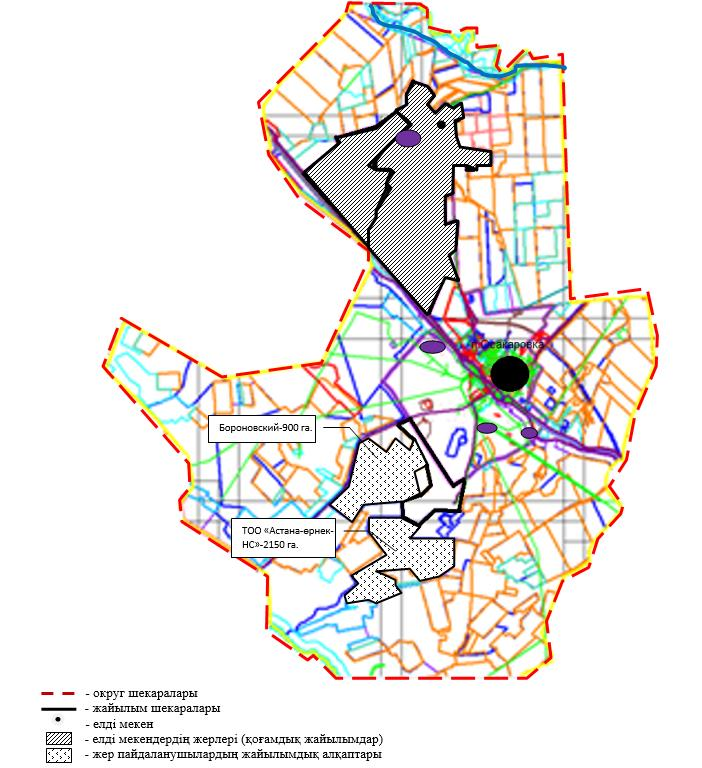 п.Осакаровка
Бороновский-900 га.
ТОО «Астана-өрнек-
НС»-2150 га.
- округ шекаралары
- жайылым шекаралары
- елді мекен
- елді мекендердің жерлері (қоғамдық жайылымдар)
- жер пайдаланушылардың жайылымдық алқаптары